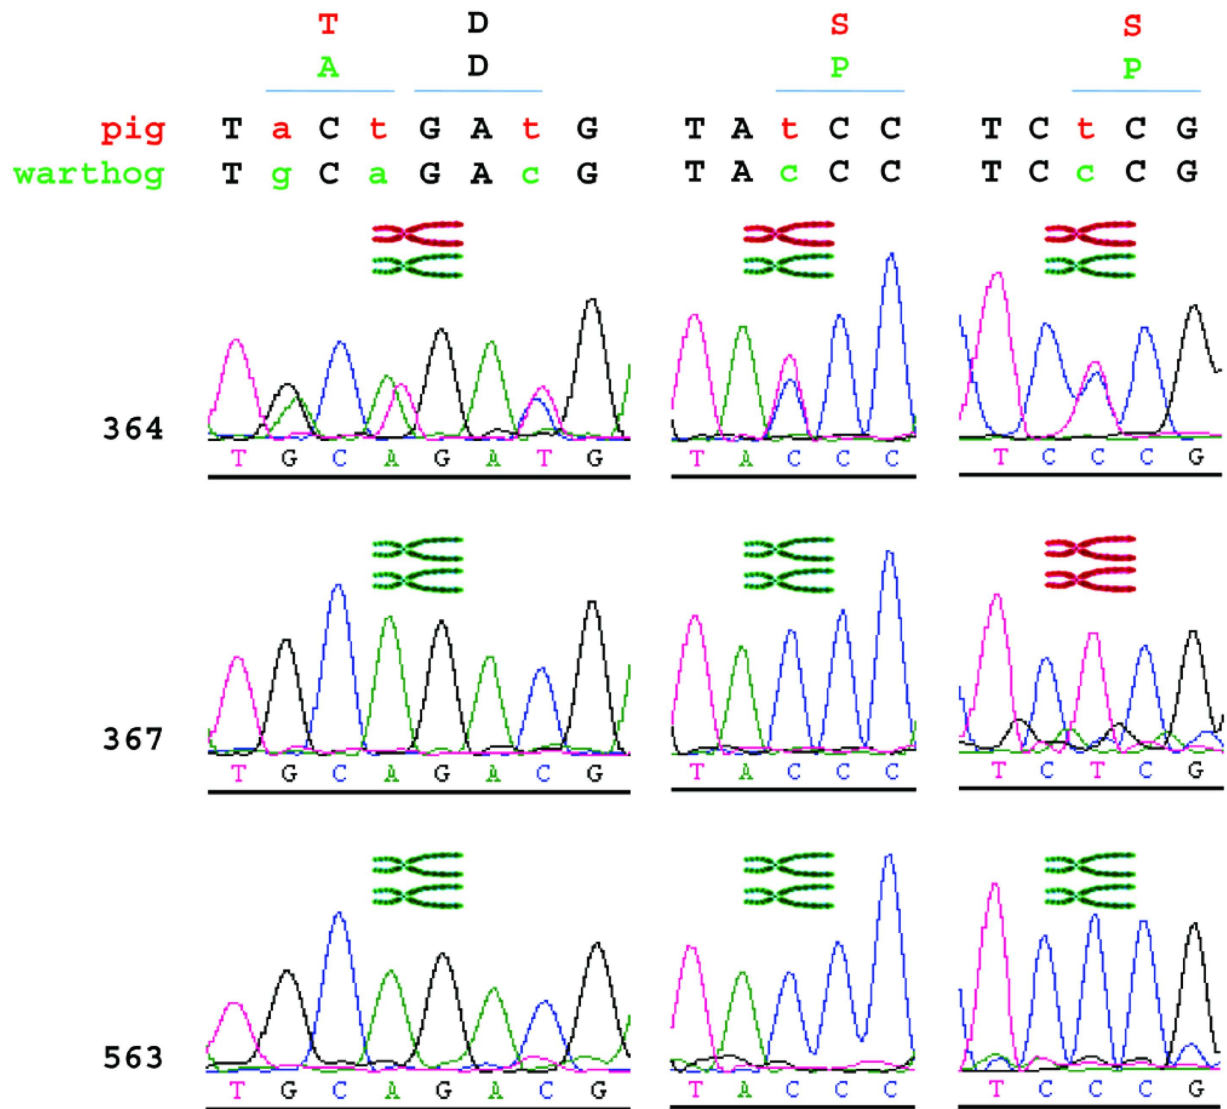 T D S S
A D P P
pig T a C t G A t G T A t C C T C t C G
warthog T g C a G A c G T A c C C T C c C G
364
T G C A G A T G T A C C C T C C C G
367
T G C A G A C G T A C C C T C T C G
563
T G C A G A C G T A C C C T C C C G